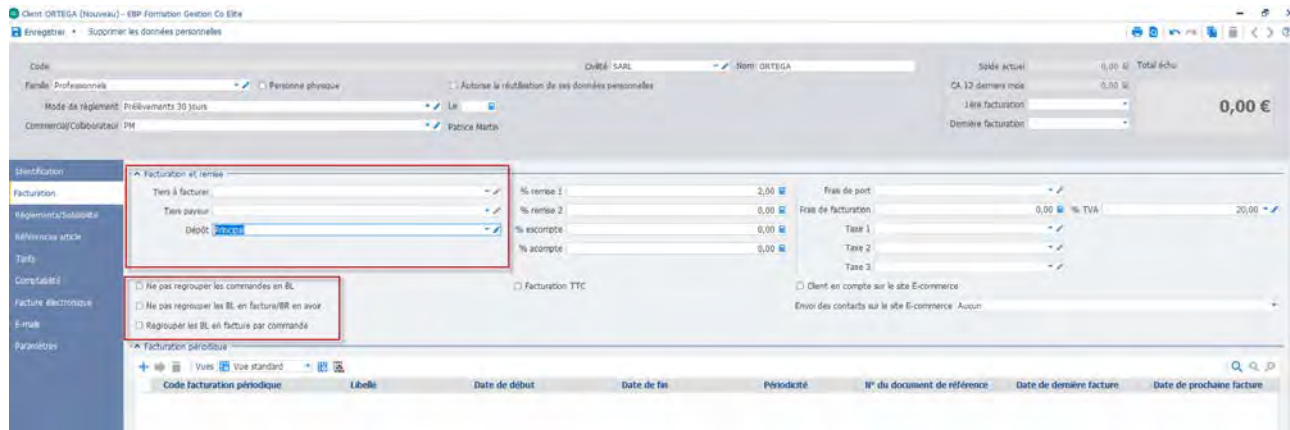 Client ORTEGA (Nouveau) - EBP Formation Gestion Co Elite
Enregistrer Supprimer les données personnelles
Code Civilité SARL Nom ORTEGA Solde actuel 0,00 Total échu
Famille Professionnels Personne physique Autorise la réutilisation de ses données personnelles CA 12 derniers mois 0,00
Mode de règlement Prélèvements 30 jours Le 1ère facturation 0,00 €
Commercial/Collaborateur PM Patrice Martin Dernière facturation
Identification
Facturation
Règlements/Solvabilité
Références article
Tarifs
Comptabilité
Facture électronique
E-mails
Paramètres
Facturation et remise
Tiers à facturer % remise 1 2,00 Frais de port
Tiers payeur % remise 2 0,00 Frais de facturation 0,00 % TVA 20,00
Dépôt Principal % escompte 0,00 Taxe 1
% acompte 0,00 Taxe 2
Taxe 3
Ne pas regrouper les commandes en BL Facturation TTC Client en compte sur le site E-commerce
Ne pas regrouper les BL en facture/BR en avoir Envoi des contacts sur le site E-commerce Aucun
Regrouper les BL en facture par commande
Facturation périodique
Vues Vue standard
Code facturation périodique Libellé Date de début Date de fin Périodicité N° du document de référence Date de dernière facture Date de prochaine facture